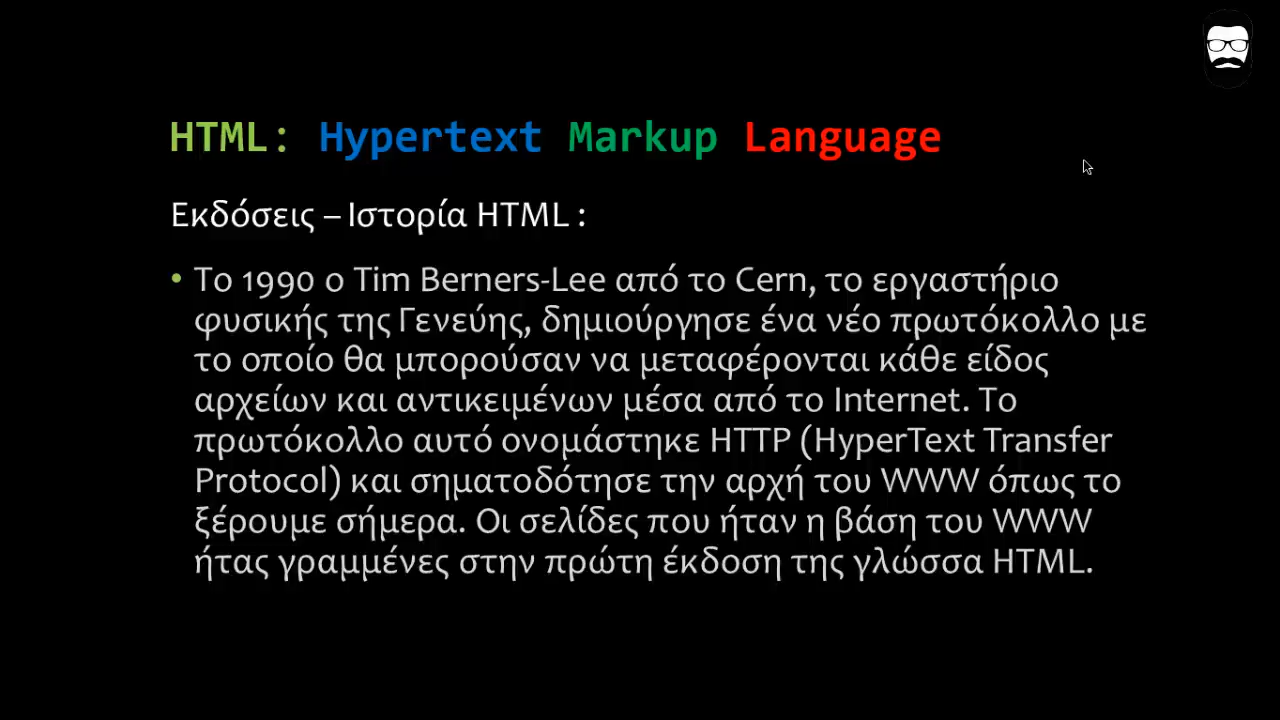 HTML: Hypertext Markup Language
Εκδόσεις – Ιστορία HTML :
• Το 1990 ο Tim Berners-Lee από το Cern, το εργαστήριο
φυσικής της Γενεύης, δημιούργησε ένα νέο πρωτόκολλο με
το οποίο θα μπορούσαν να μεταφέρονται κάθε είδος
αρχείων και αντικειμένων μέσα από το Internet. Το
πρωτόκολλο αυτό ονομάστηκε HTTP (HyperText Transfer
Protocol) και σηματοδότησε την αρχή του WWW όπως το
ξέρουμε σήμερα. Οι σελίδες που ήταν η βάση του WWW
ήτας γραμμένες στην πρώτη έκδοση της γλώσσα HTML.